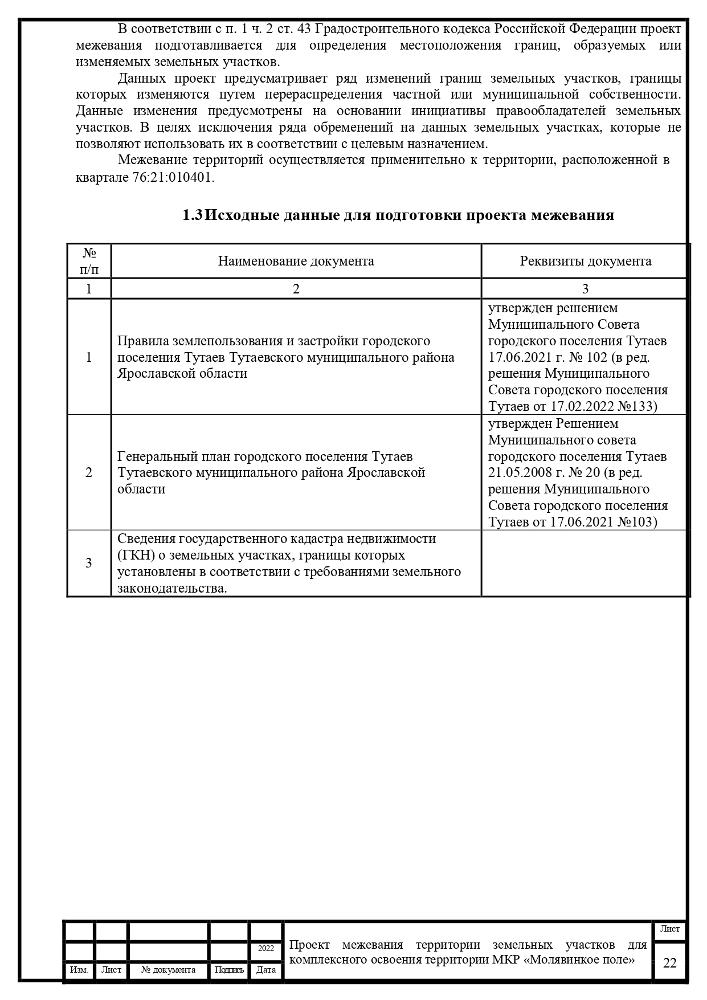 В соответствии с п. 1 ч. 2 ст. 43 Градостроительного кодекса Российской Федерации проект
межевания подготавливается для определения местоположения границ, образуемых или
изменяемых земельных участков.
Данных проект предусматривает ряд изменений границ земельных участков, границы
которых изменяются путем перераспределения частной или муниципальной собственности.
Данные изменения предусмотрены на основании инициативы правообладателей земельных
участков. В целях исключения ряда обременений на данных земельных участках, которые не
позволяют использовать их в соответствии с целевым назначением.
Межевание территорий осуществляется применительно к территории, расположенной в
квартале 76:21:010401.
1.3 Исходные данные для подготовки проекта межевания
№
п/п
Наименование документа
Реквизиты документа
1
2
3
1
Правила землепользования и застройки городского
поселения Тутаев Тутаевского муниципального района
Ярославской области
утвержден решением
Муниципального Совета
городского поселения Тутаев
17.06.2021 г. № 102 (в ред.
решения Муниципального
Совета городского поселения
Тутаев от 17.02.2022 №133)
2
Генеральный план городского поселения Тутаев
Тутаевского муниципального района Ярославской
области
утвержден Решением
Муниципального совета
городского поселения Тутаев
21.05.2008 г. № 20 (в ред.
решения Муниципального
Совета городского поселения
Тутаев от 17.06.2021 №103)
3
Сведения государственного кадастра недвижимости
(ГКН) о земельных участках, границы которых
установлены в соответствии с требованиями земельного
законодательства.
2022
Изм.
Лист
№ документа
Подпись
Дата
Проект межевания территории земельных участков для
комплексного освоения территории МКР «Молявинкое поле»
Лист
22